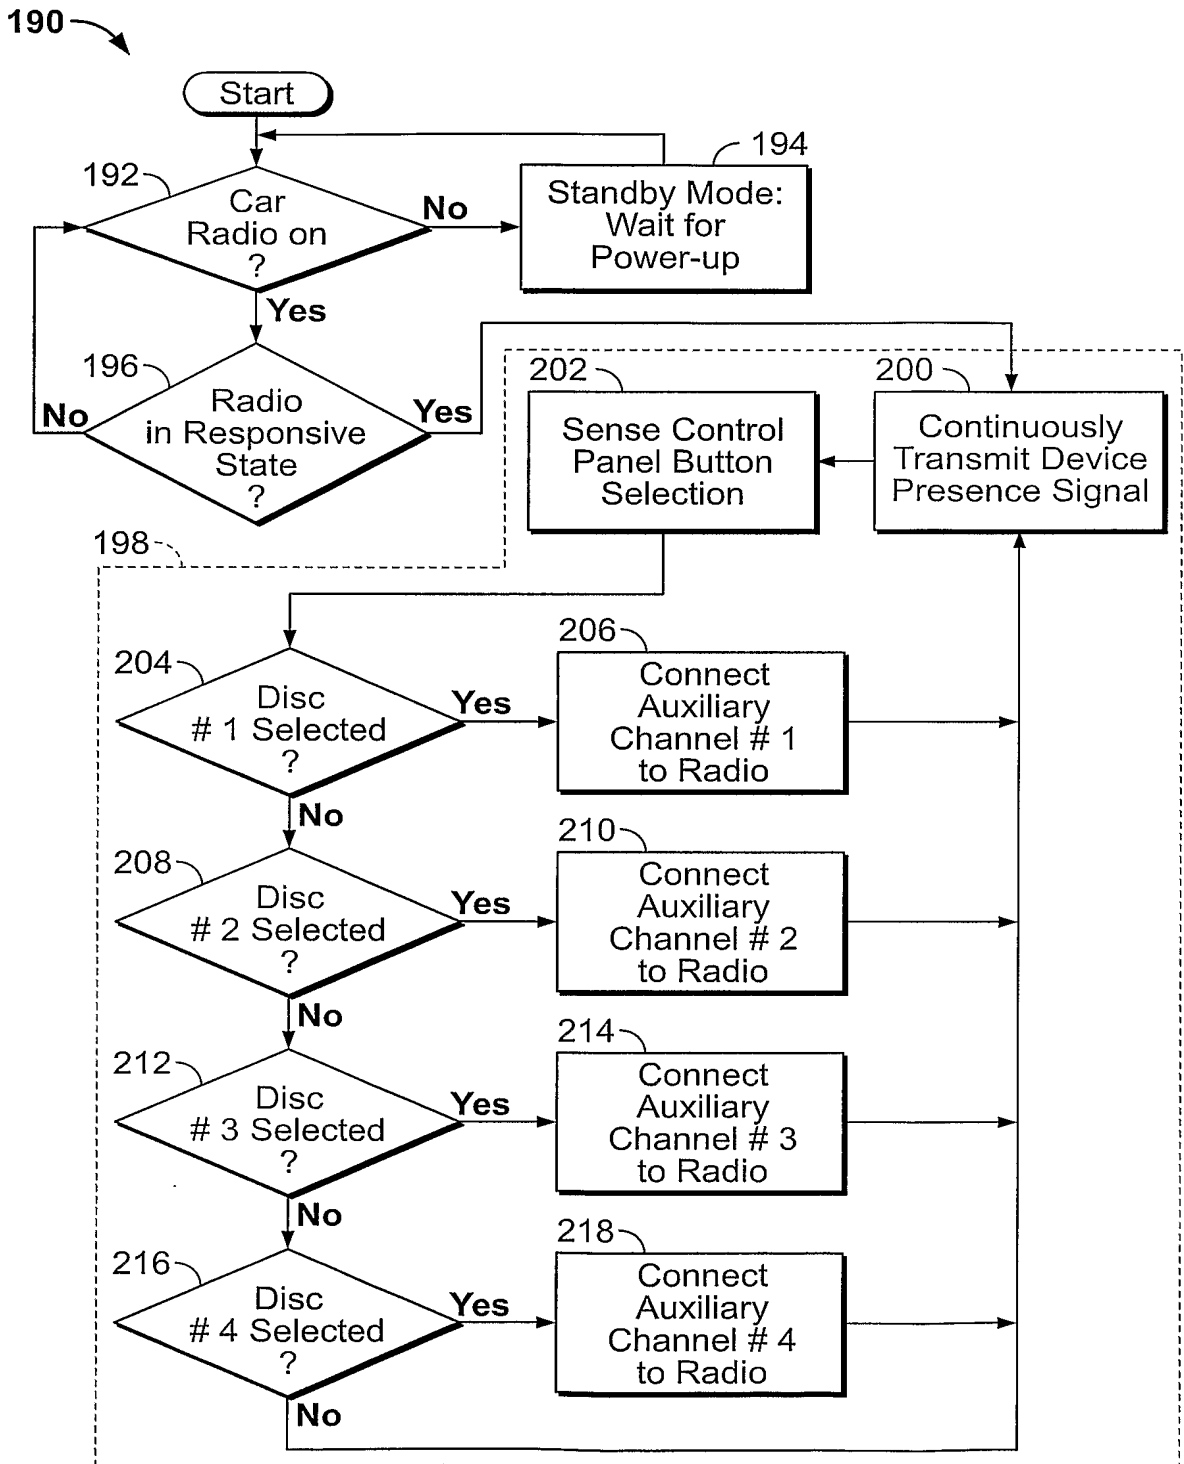 190
Start
192
Car
Radio on
?
No
194
Standby Mode:
Wait for
Power-up
Yes
196
Radio
in Responsive
State
?
No
Yes
202
Sense Control
Panel Button
Selection
200
Continuously
Transmit Device
Presence Signal
198
204
Disc
# 1 Selected
?
Yes
206
Connect
Auxiliary
Channel # 1
to Radio
No
208
Disc
# 2 Selected
?
Yes
210
Connect
Auxiliary
Channel # 2
to Radio
No
212
Disc
# 3 Selected
?
Yes
214
Connect
Auxiliary
Channel # 3
to Radio
No
216
Disc
# 4 Selected
?
Yes
218
Connect
Auxiliary
Channel # 4
to Radio
No